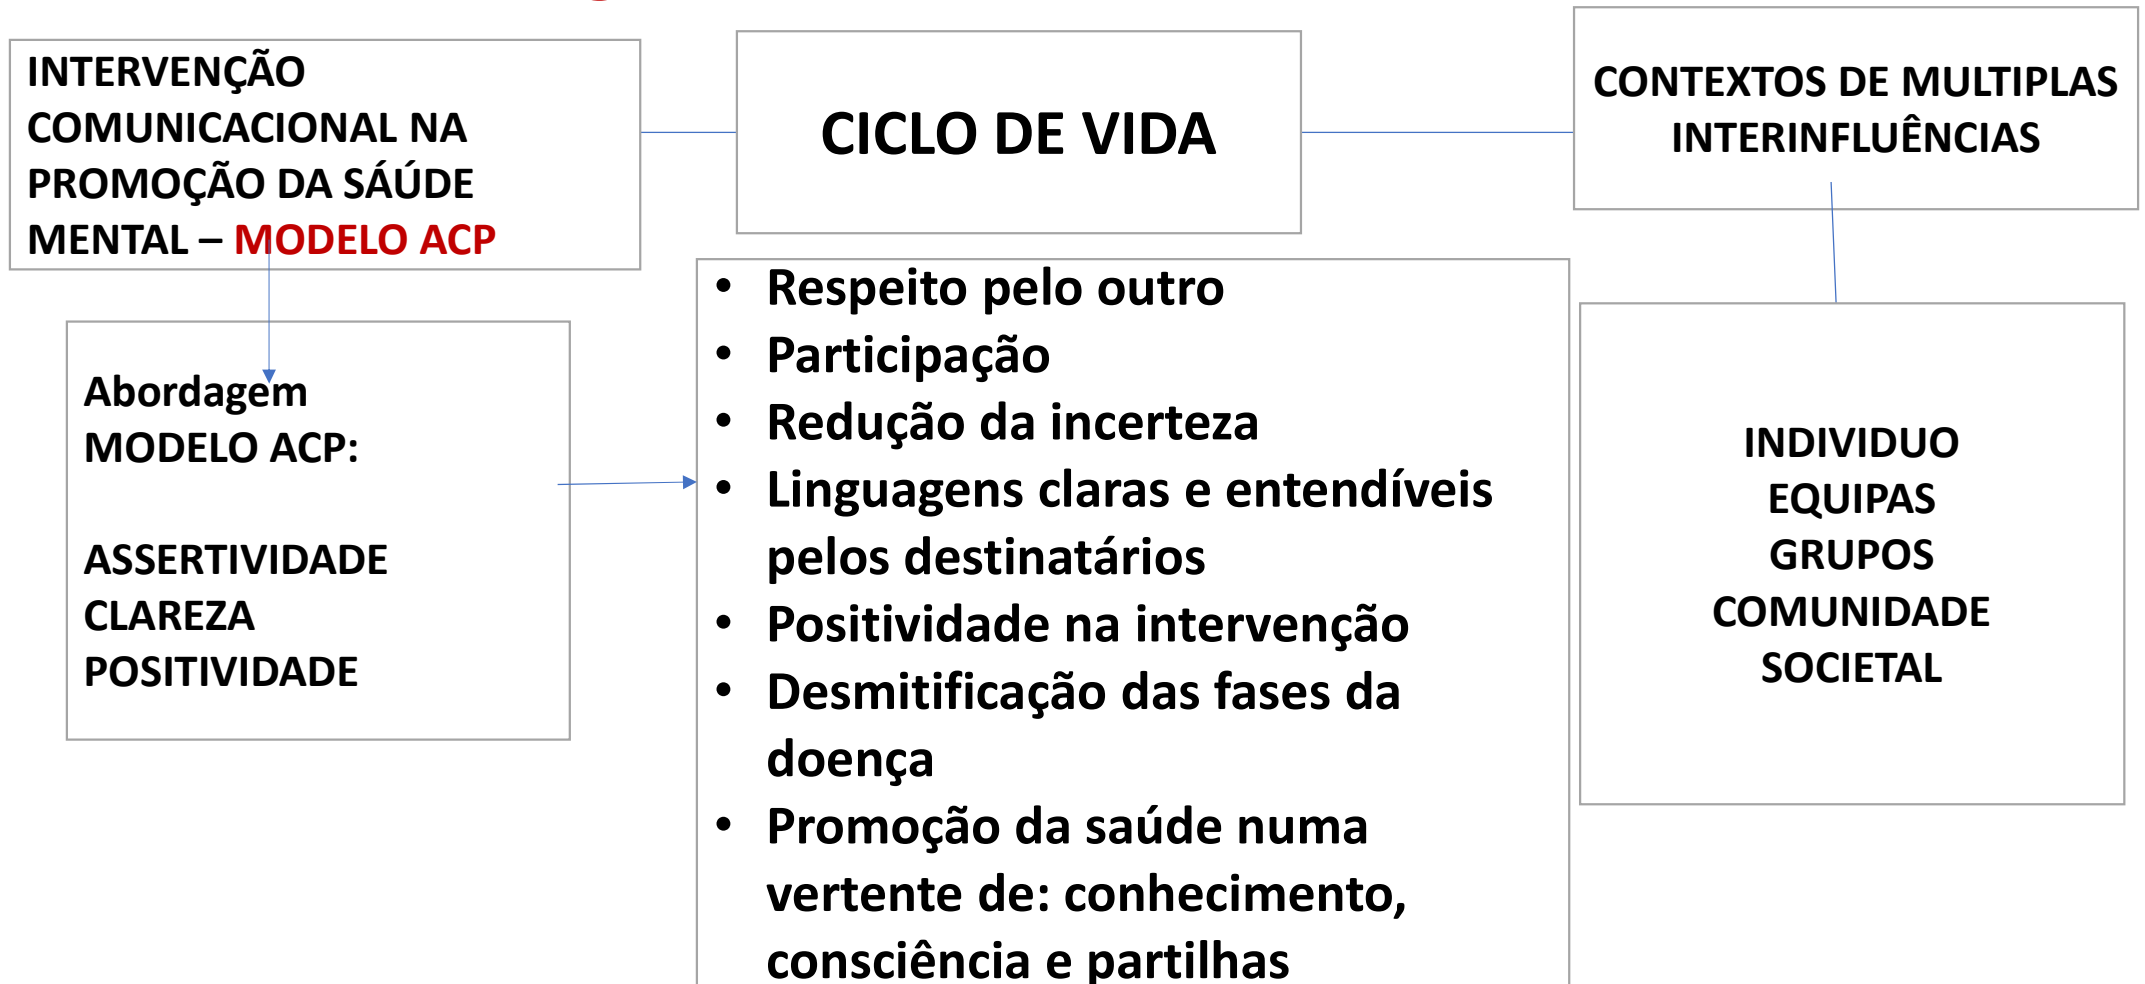 INTERVENÇÃO
COMUNICACIONAL NA
PROMOÇÃO DA SÁÚDE
MENTAL – MODELO ACP
CICLO DE VIDA
CONTEXTOS DE MULTIPLAS
INTERINFLUÊNCIAS
Abordagem
MODELO ACP:
ASSERTIVIDADE
CLAREZA
POSITIVIDADE
• Respeito pelo outro
• Participação
• Redução da incerteza
• Linguagens claras e entendíveis
pelos destinatários
• Positividade na intervenção
• Desmitificação das fases da
doença
• Promoção da saúde numa
vertente de: conhecimento,
consciência e partilhas
INDIVIDUO
EQUIPAS
GRUPOS
COMUNIDADE
SOCIETAL